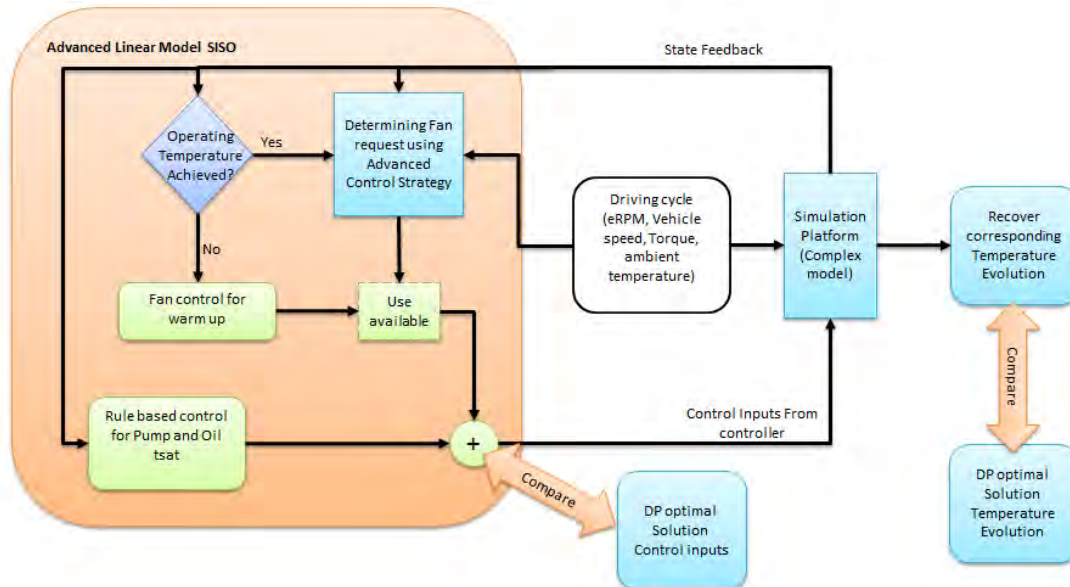 Advanced Linear Model SISO
State Feedback
Operating
Temperature
Achieved?
Yes
No
Determining Fan
request using
Advanced
Control Strategy
Driving cycle
(eRPM, Vehicle
speed, Torque,
ambient
temperature)
Simulation
Platform
(Complex
model)
Recover
corresponding
Temperature
Evolution
Fan control for
warm up
Use
available
Compare
Rule based control
for Pump and Oil
tsat
+
Control Inputs From
controller
Compare
DP optimal
Solution
Control inputs
DP optimal
Solution
Temperature
Evolution